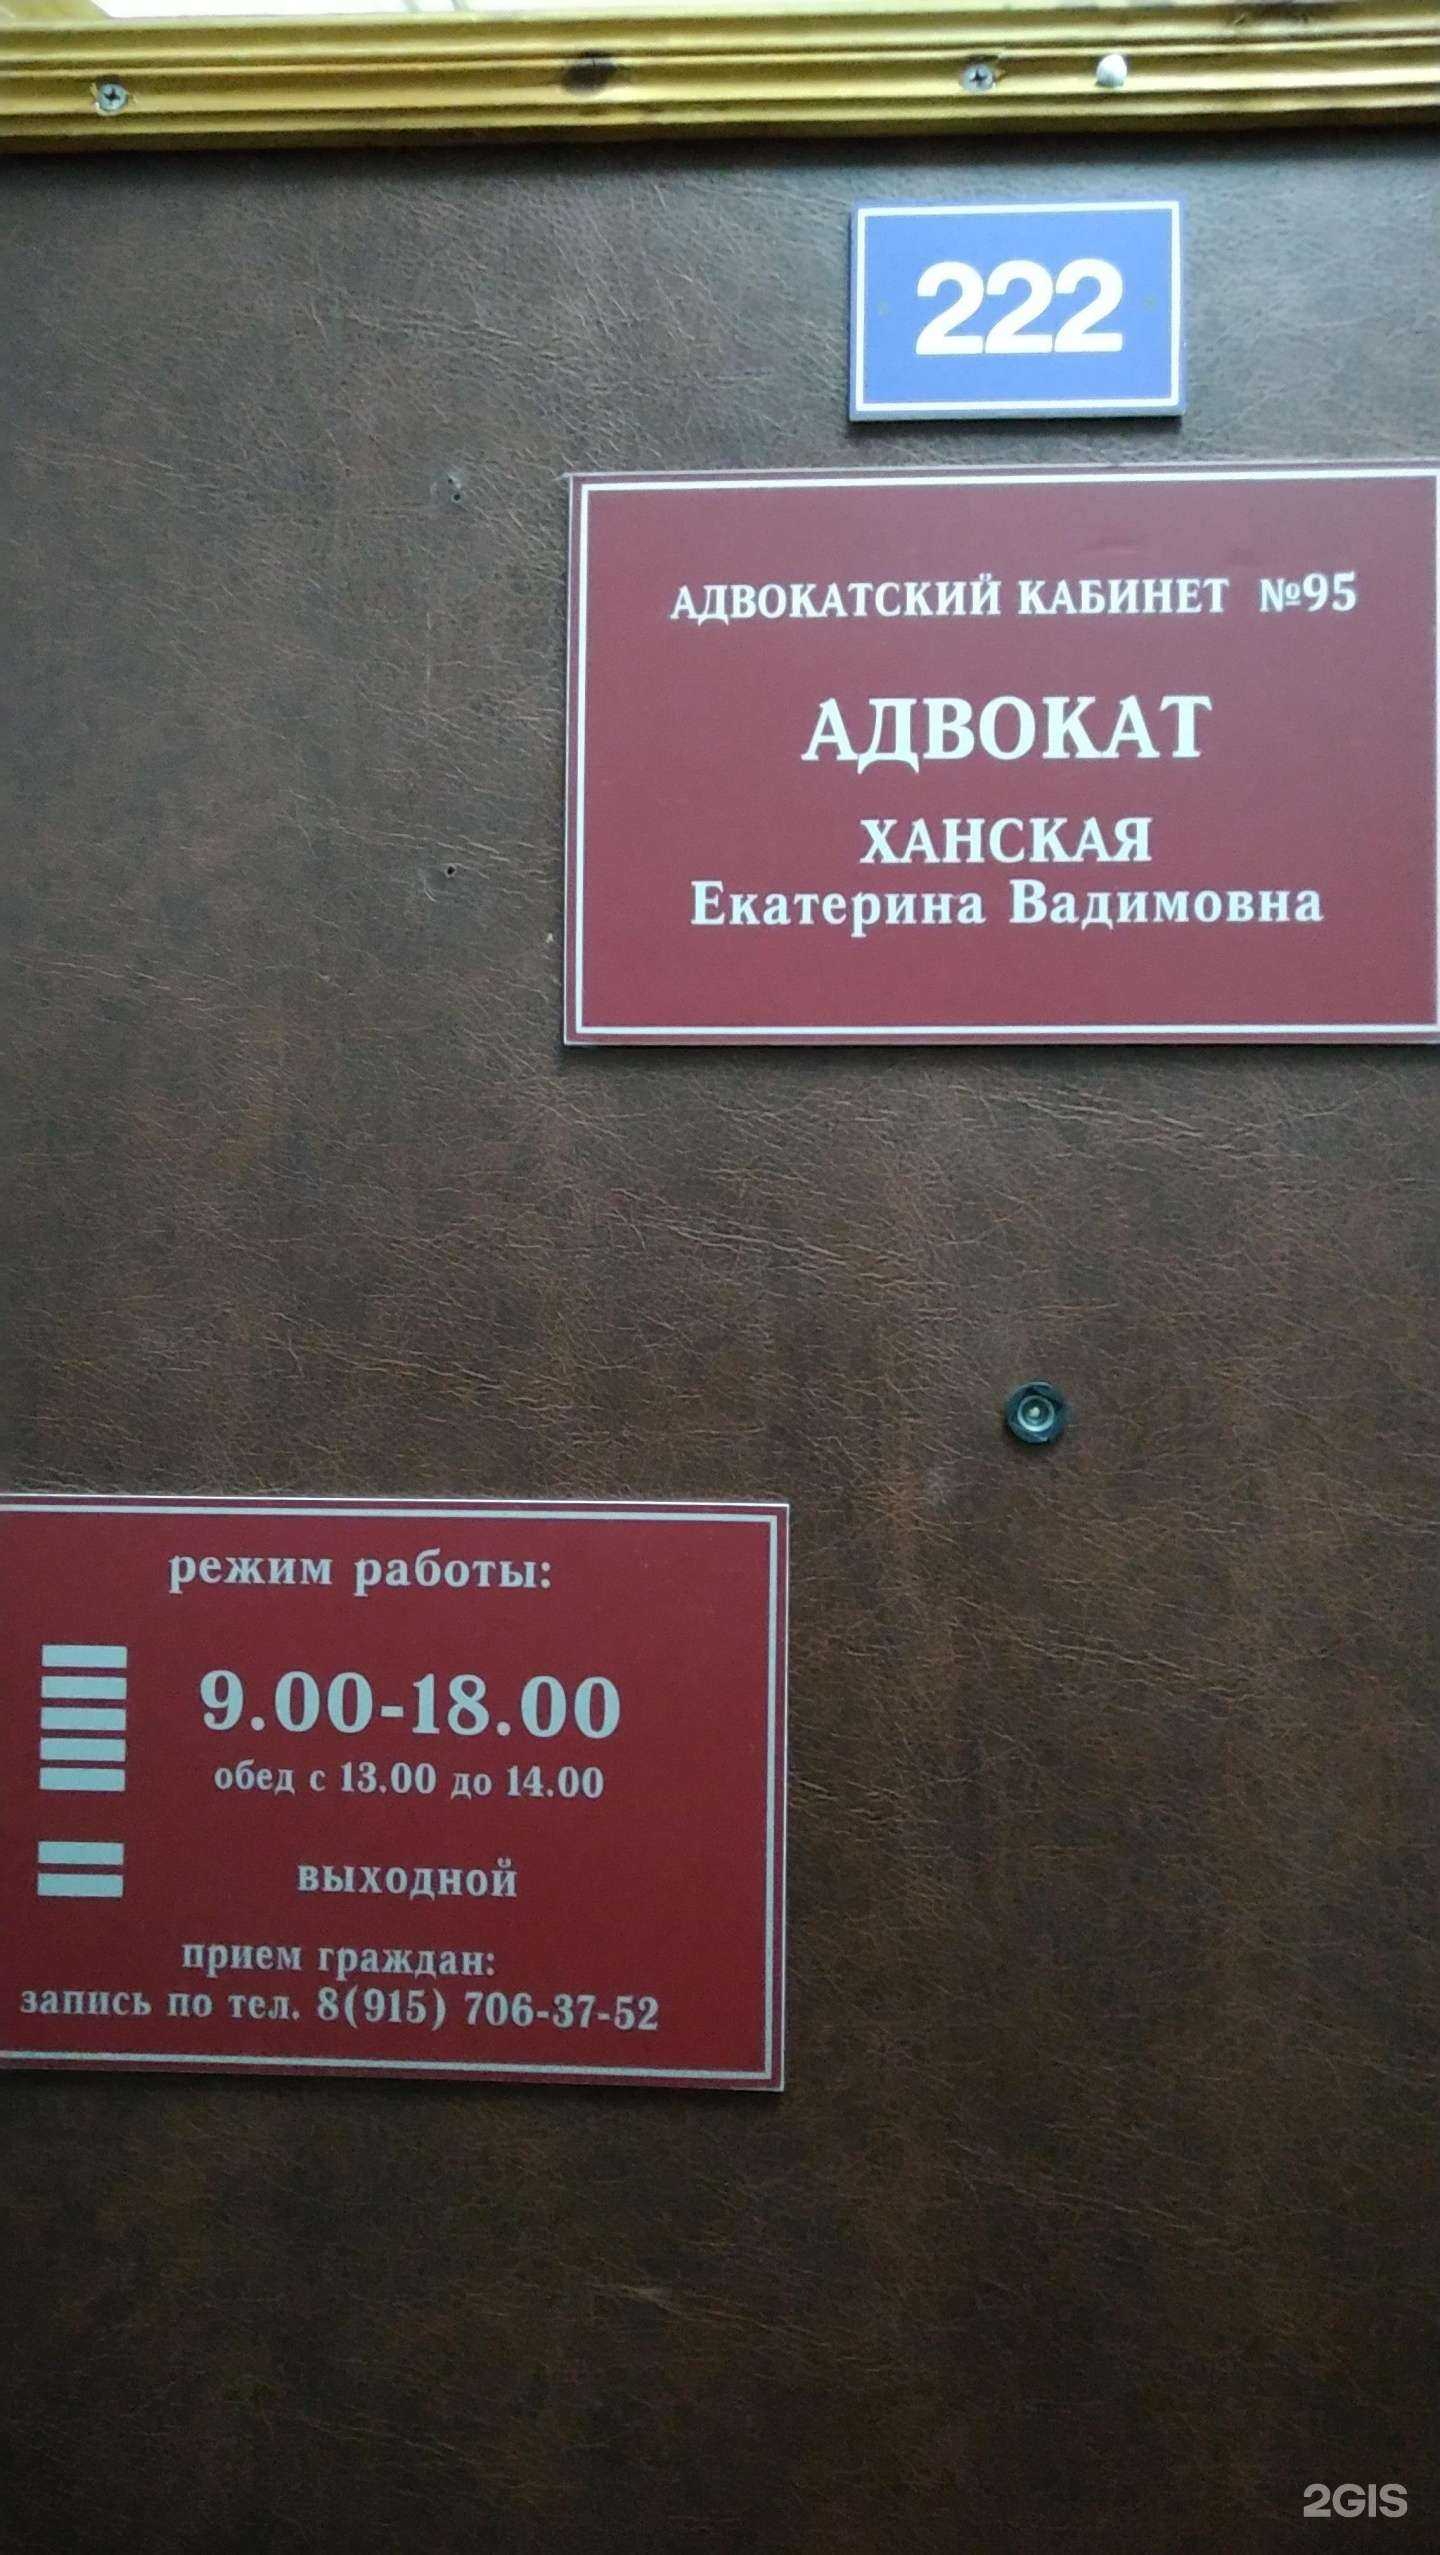 222
АДВОКАТСКИЙ КАБИНЕТ №95
АДВОКАТ
ХАНСКАЯ
Екатерина Вадимовна
режим работы:
9.00-18.00
обед с 13.00 до 14.00
выходной
прием граждан:
запись по тел. 8(915) 706-37-52
2GIS